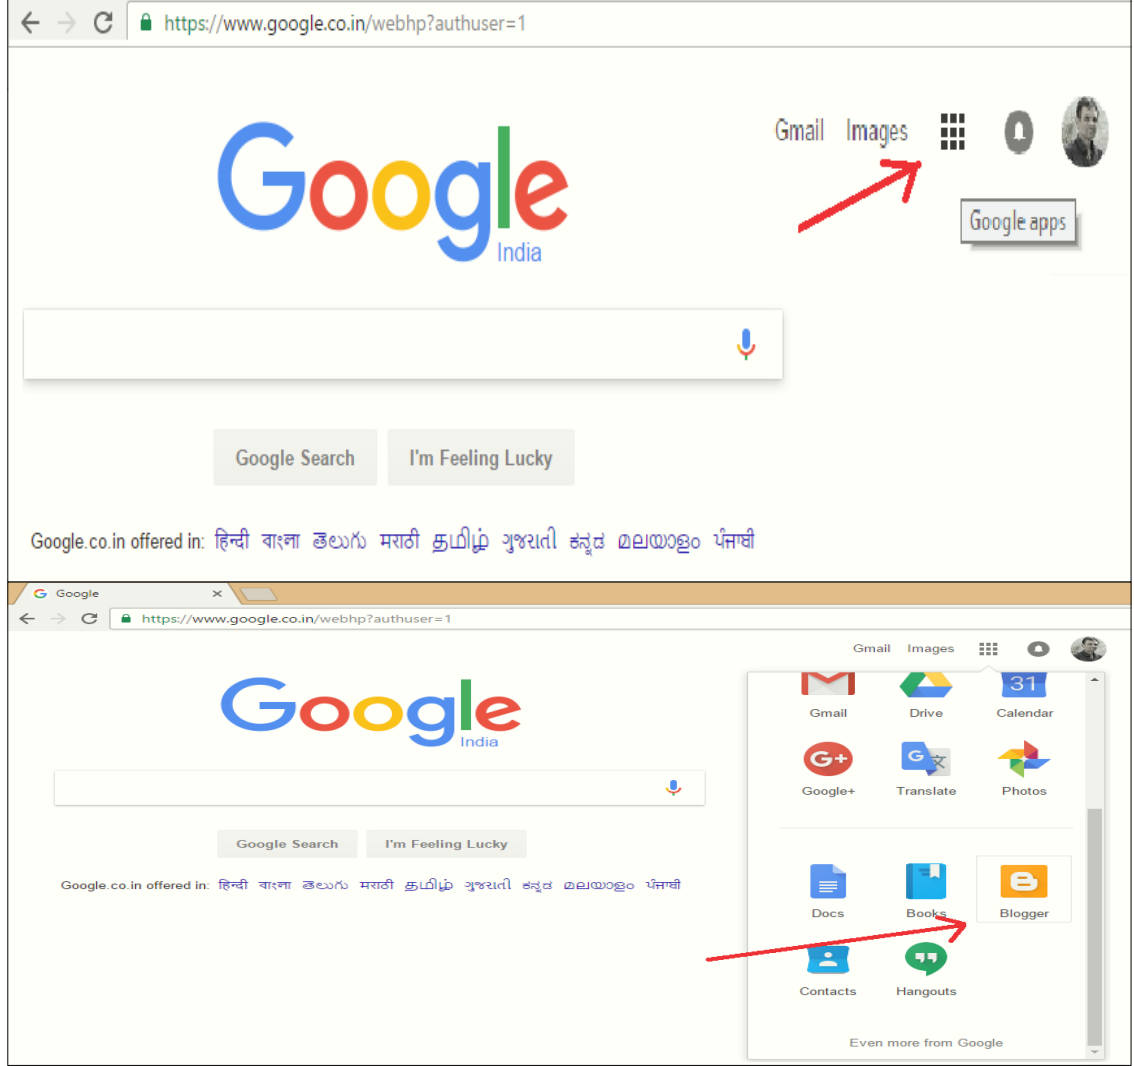 https://www.google.co.in/webhp?authuser=1
Gmail Images
Google
India
Google apps
Google Search I'm Feeling Lucky
Google.co.in offered in: हिन्दी বাংলা తెలుగు मराठी தமிழ் ગુજરાતી ಕನ್ನಡ മലയാളം ਪੰਜਾਬੀ
G Google
https://www.google.co.in/webhp?authuser=1
Gmail Images
Google
India
Google Search I'm Feeling Lucky
Google.co.in offered in: हिन्दी বাংলা తెలుగు मराठी தமிழ் ગુજરાતી ಕನ್ನಡ മലയാളം ਪੰਜਾਬੀ
31
Gmail Drive Calendar
G+ G 文
Google+ Translate Photos
Docs Books Blogger
Contacts Hangouts
Even more from Google